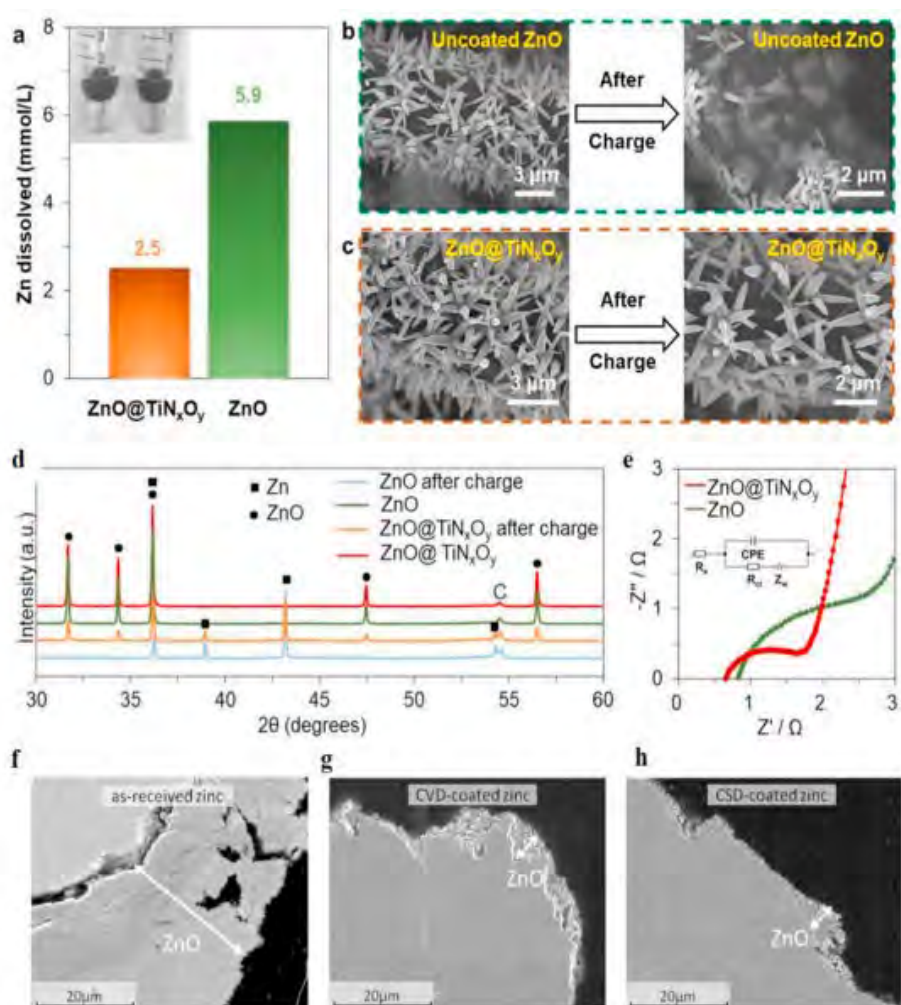 a
8
6
4
2
0
Zn dissolved (mmol/L)
2.5
5.9
ZnO@TiNxOy
ZnO
b
Uncoated ZnO
3 µm
After
Charge
Uncoated ZnO
2 µm
c
ZnO@TiNxOy
3 µm
After
Charge
ZnO@TiNxOy
2 µm
d
Intensity (a.u.)
Zn
ZnO
ZnO after charge
ZnO
ZnO@TiNxOy after charge
ZnO@ TiNxOy
C
30 35 40 45 50 55 60
2θ (degrees)
e
3
2
1
0
-Z" / Ω
ZnO@TiNxOy
ZnO
CPE
0 1 2 3
Z' / Ω
f
as-received zinc
ZnO
20µm
g
CVD-coated zinc
ZnO
20µm
h
CSD-coated zinc
ZnO
20µm